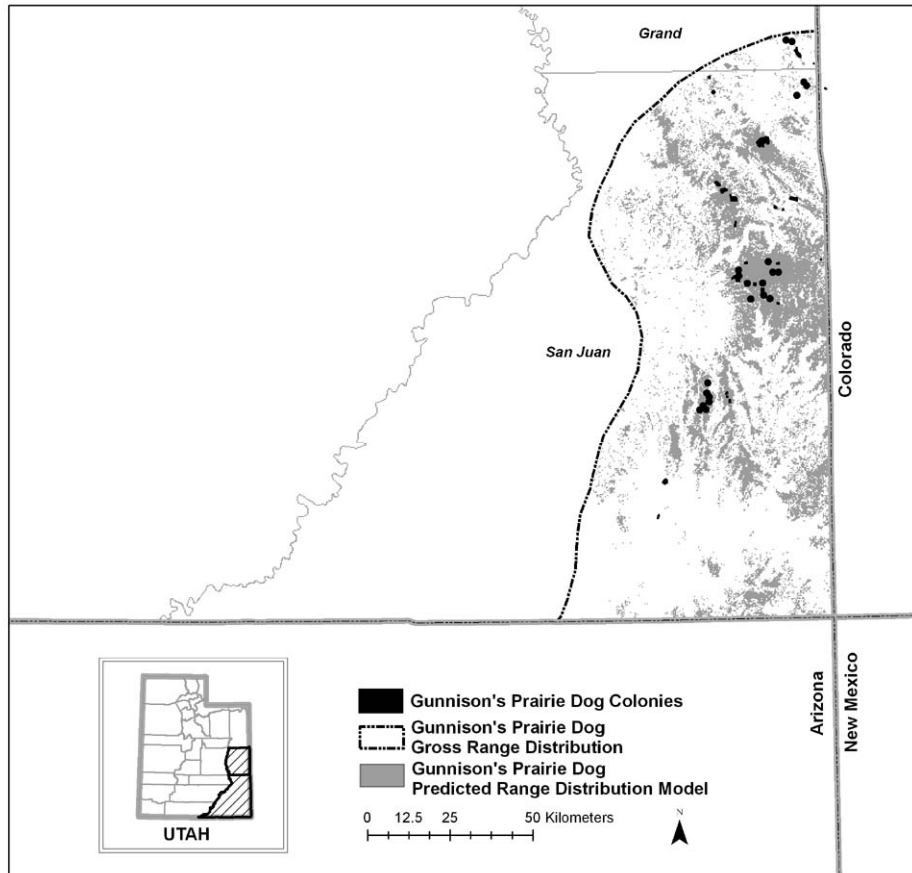 Grand
San Juan
Colorado
Arizona
New Mexico
UTAH
Gunnison's Prairie Dog Colonies
Gunnison's Prairie Dog
Gross Range Distribution
Gunnison's Prairie Dog
Predicted Range Distribution Model
0 12.5 25 50 Kilometers
N